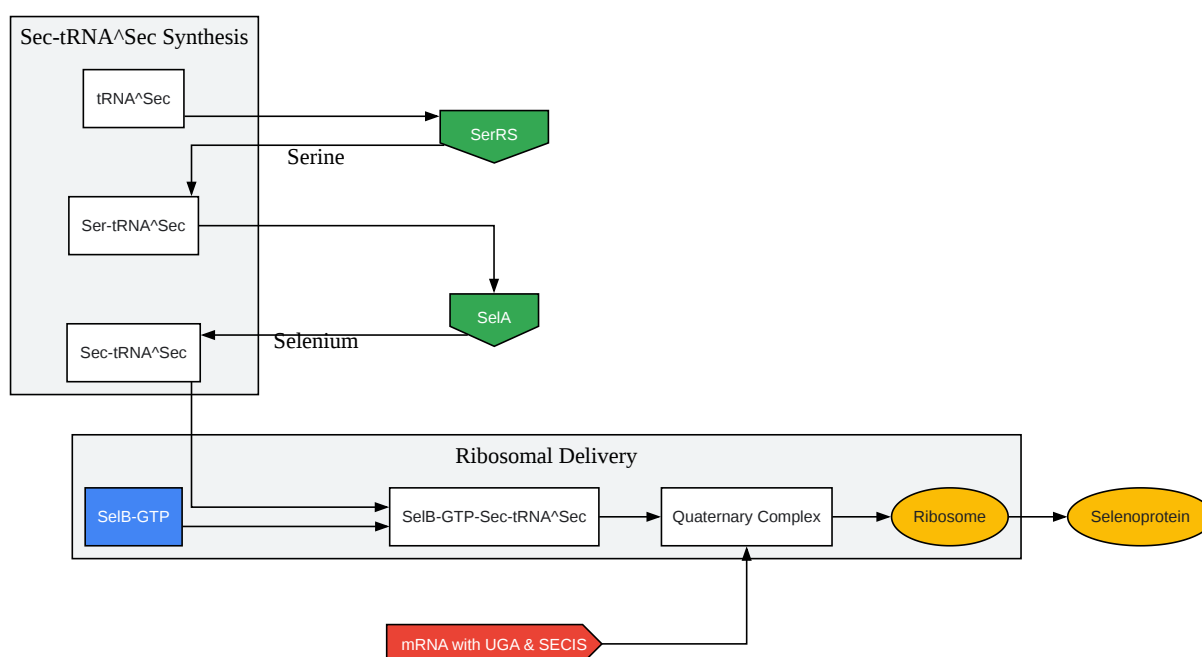 Sec-tRNA^Sec Synthesis
tRNA^Sec
SerRS
Serine
Ser-tRNA^Sec
SelA
Selenium
Sec-tRNA^Sec
Ribosomal Delivery
SelB-GTP
SelB-GTP-Sec-tRNA^Sec
Quaternary Complex
Ribosome
Selenoprotein
mRNA with UGA & SECIS